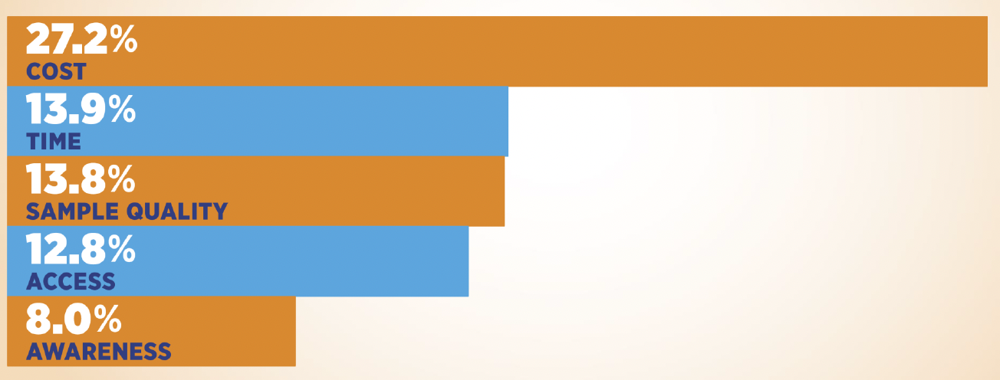 27.2%
COST
13.9%
TIME
13.8%
SAMPLE QUALITY
12.8%
ACCESS
8.0%
AWARENESS